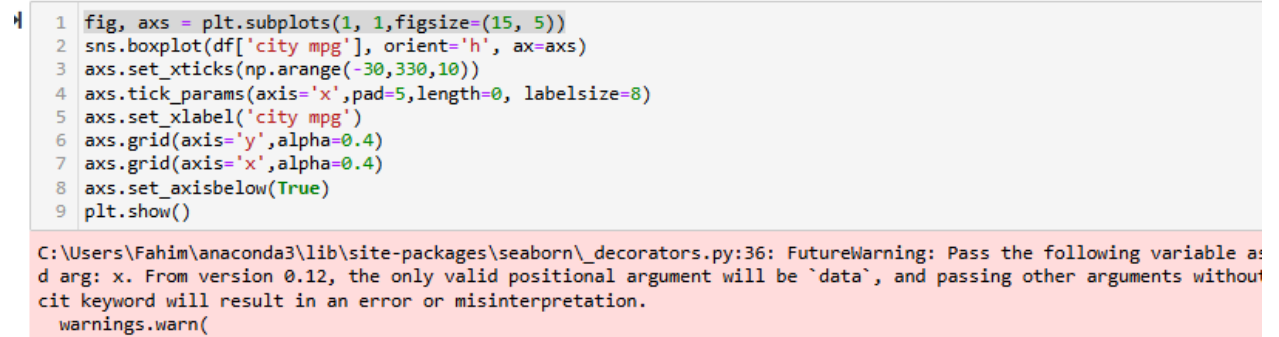 1 fig, axs = plt.subplots(1, 1,figsize=(15, 5))
2 sns.boxplot(df['city mpg'], orient='h', ax=axs)
3 axs.set_xticks(np.arange(-30,330,10))
4 axs.tick_params(axis='x',pad=5,length=0, labelsize=8)
5 axs.set_xlabel('city mpg')
6 axs.grid(axis='y',alpha=0.4)
7 axs.grid(axis='x',alpha=0.4)
8 axs.set_axisbelow(True)
9 plt.show()
C:\Users\Fahim\anaconda3\lib\site-packages\seaborn\_decorators.py:36: FutureWarning: Pass the following variable as
d arg: x. From version 0.12, the only valid positional argument will be `data`, and passing other arguments without
cit keyword will result in an error or misinterpretation.
warnings.warn(